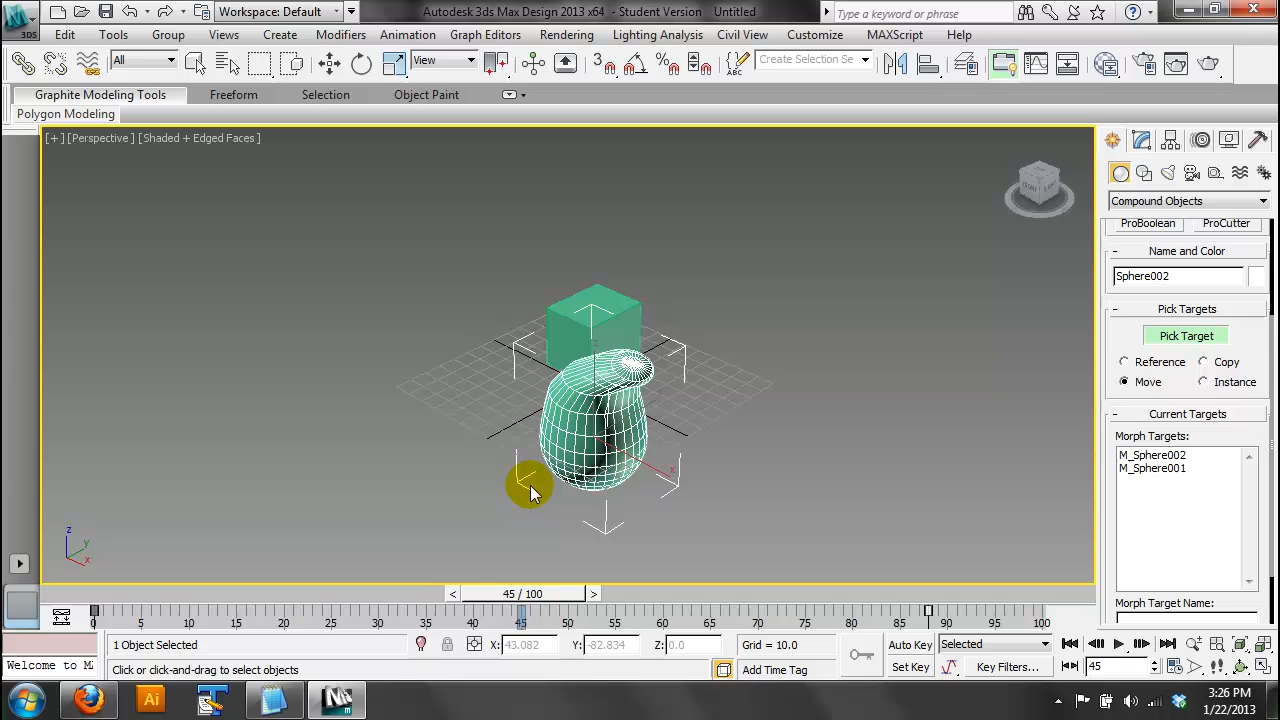 Workspace: Default
Autodesk 3ds Max Design 2013 x64 - Student Version Untitled
Type a keyword or phrase
3DS
Edit Tools Group Views Create Modifiers Animation Graph Editors Rendering Lighting Analysis Civil View Customize MAXScript Help
All
View
3
Create Selection Se
Graphite Modeling Tools Freeform Selection Object Paint
Polygon Modeling
[ + ] [Perspective ] [Shaded + Edged Faces ]
Compound Objects
ProBoolean ProCutter
- Name and Color
Sphere002
- Pick Targets
Pick Target
Reference Copy
Move Instance
- Current Targets
Morph Targets:
M_Sphere002
M_Sphere001
Morph Target Name:
z
x
z
y
x
< 45 / 100 >
0 5 10 15 20 25 30 35 40 45 50 55 60 65 70 75 80 85 90 95 100
1 Object Selected
X: 43.082 Y: -82.834 Z: 0.0
Grid = 10.0
Auto Key Selected
Welcome to M
Click or click-and-drag to select objects
Add Time Tag
Set Key Key Filters...
45
Ai
3:26 PM
1/22/2013